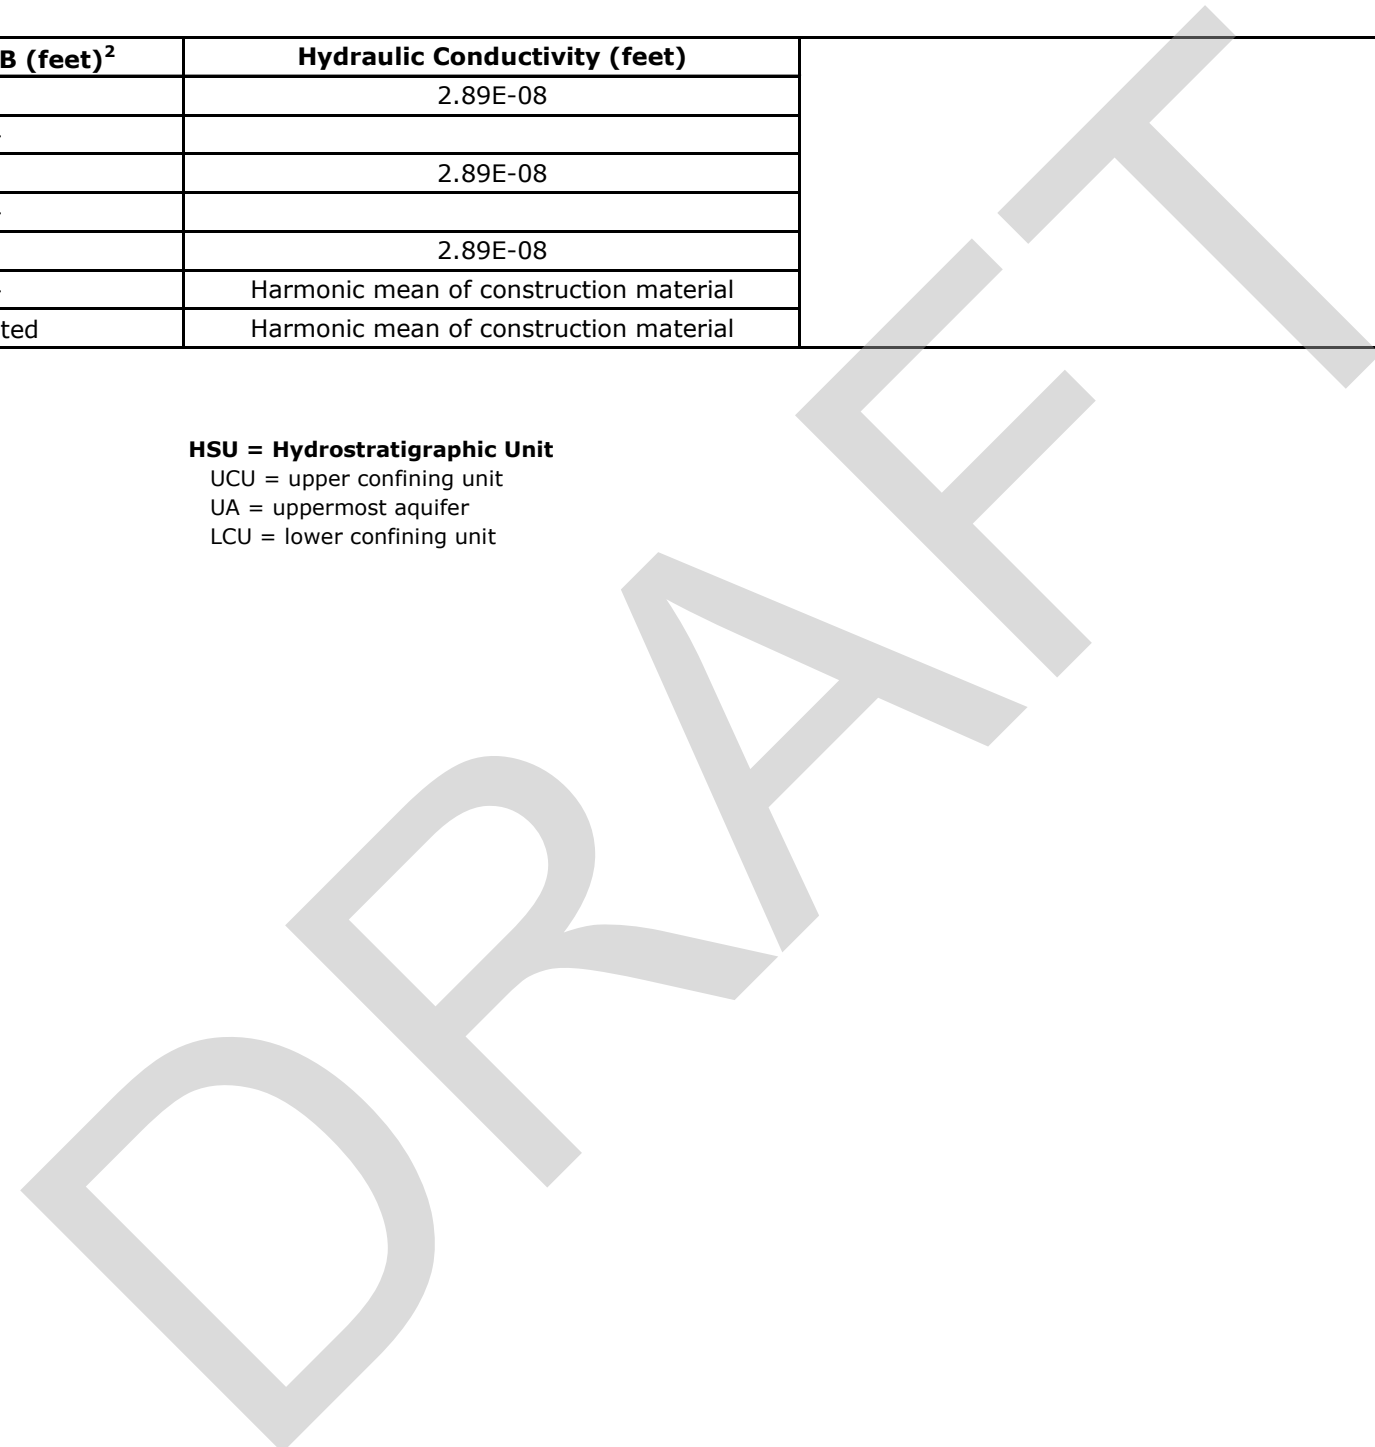 B (feet)2 Hydraulic Conductivity (feet)
2.89E-08
2.89E-08
2.89E-08
Harmonic mean of construction material
ted Harmonic mean of construction material
HSU = Hydrostratigraphic Unit
UCU = upper confining unit
UA = uppermost aquifer
LCU = lower confining unit
DRAFT